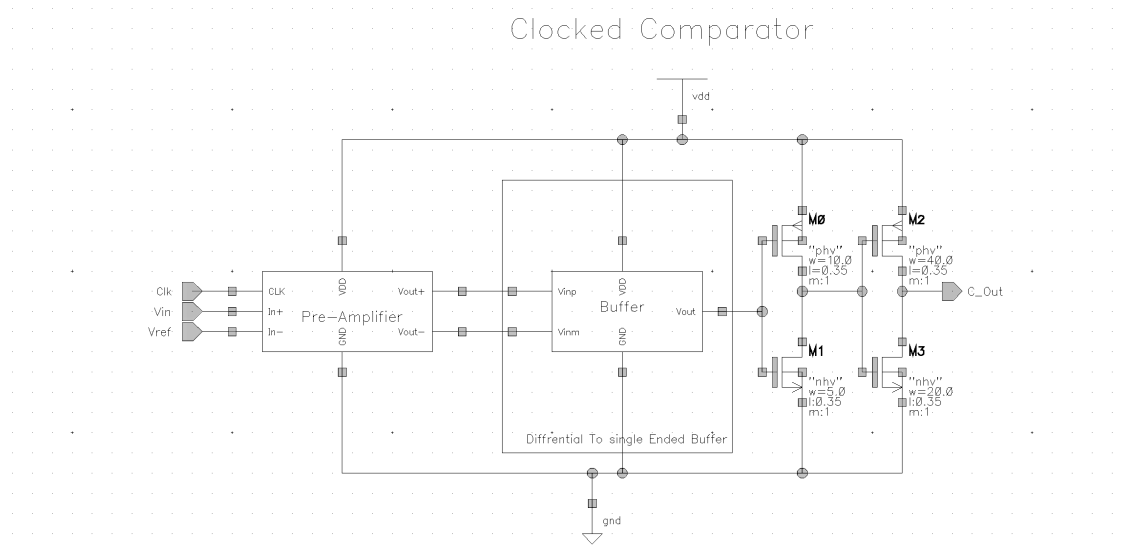 Clocked Comparator
vdd
Clk
Vin
Vref
CLK
In+
In-
VDD
GND
Pre-Amplifier
Vout+
Vout-
Vinp
Vinm
VDD
GND
Buffer
Vout
Diffrential To single Ended Buffer
M0
"phv"
w=10.0
l=0.35
m:1
M2
"phv"
w=40.0
l=0.35
m:1
C_Out
M1
"nhv"
w=5.0
l:0.35
m:1
M3
"nhv"
w=20.0
l:0.35
m:1
gnd